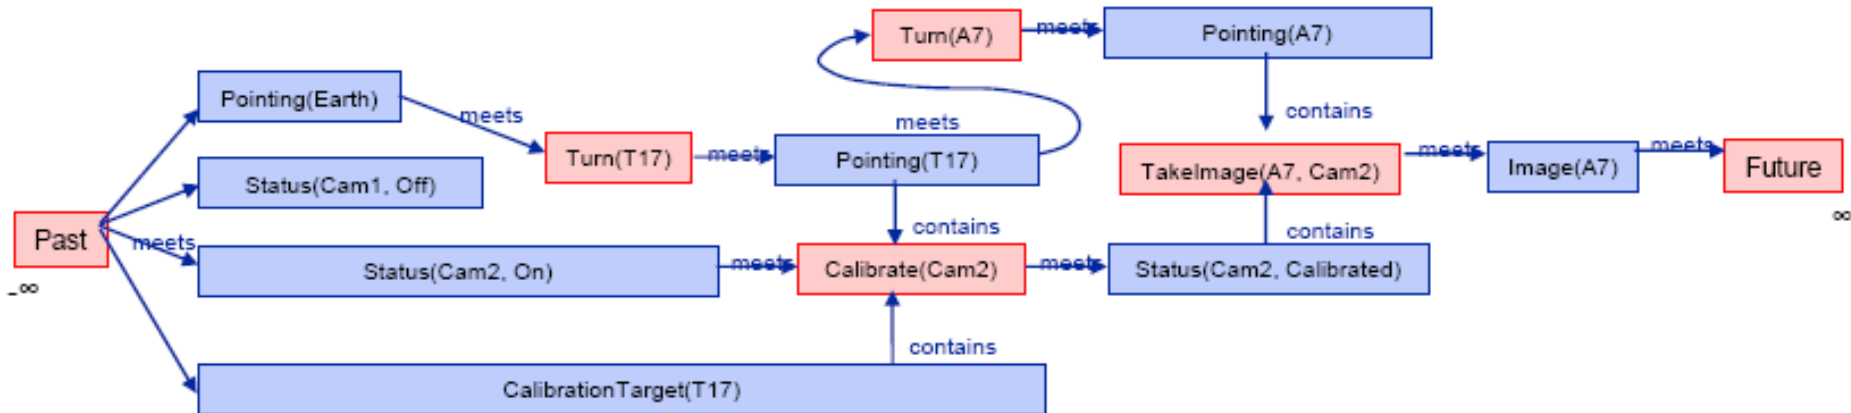 Turn(A7)
meets
Pointing(A7)
Pointing(Earth)
meets
contains
meets
Turn(T17)
meets
Pointing(T17)
TakeImage(A7, Cam2)
meets
Image(A7)
meets
Future
Status(Cam1, Off)
∞
Past
meets
contains
contains
Status(Cam2, On)
meets
Calibrate(Cam2)
meets
Status(Cam2, Calibrated)
-∞
contains
CalibrationTarget(T17)